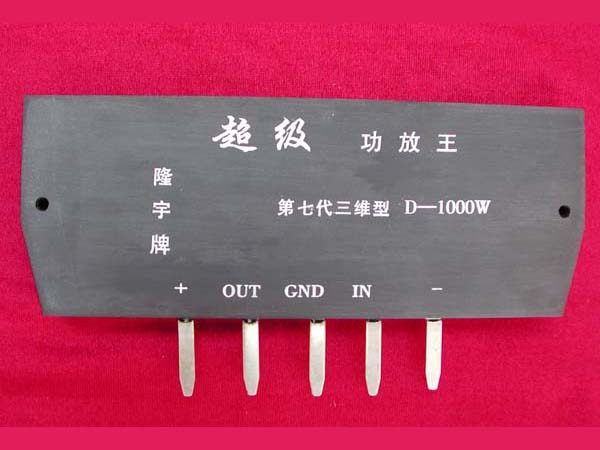 超级 功放王
隆宇牌
第七代三维型 D—1000W
+ OUT GND IN -